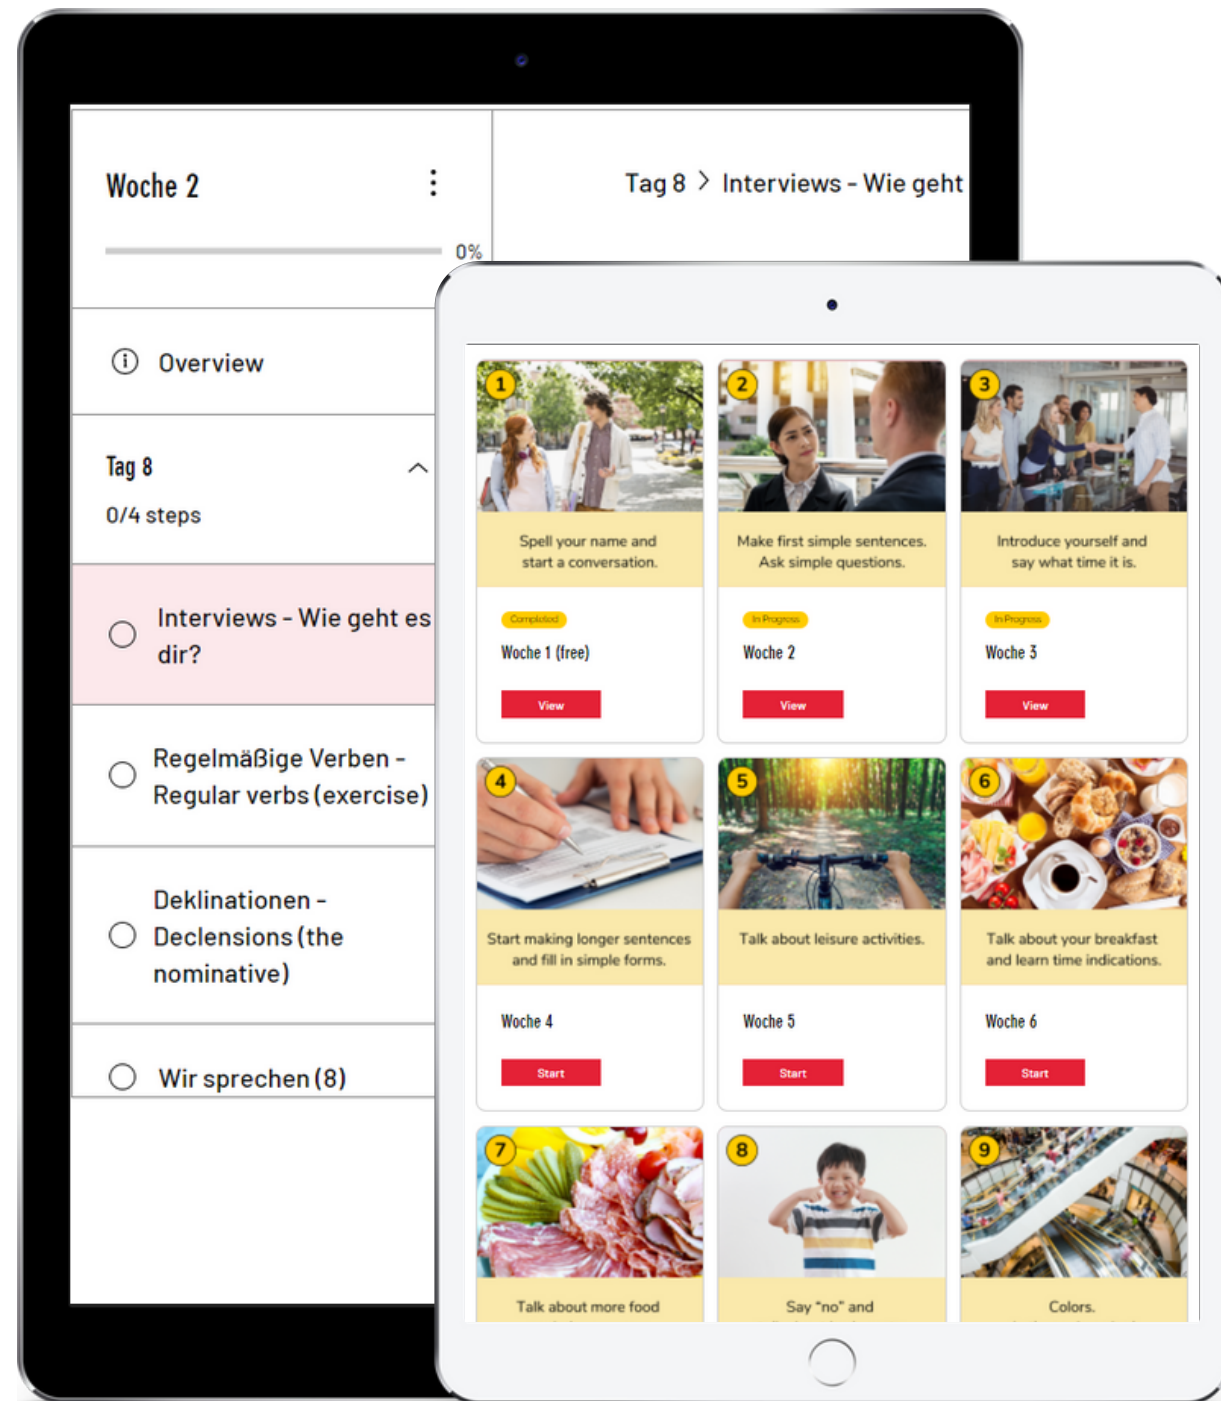 Woche 2
0%
Tag 8 > Interviews - Wie geht
Overview
Tag 8
0/4 steps
Interviews - Wie geht es
dir?
Regelmäßige Verben -
Regular verbs (exercise)
Deklinationen -
Declensions (the
nominative)
Wir sprechen (8)
1
Spell your name and
start a conversation.
Completed
Woche 1 (free)
View
2
Make first simple sentences.
Ask simple questions.
In Progress
Woche 2
View
3
Introduce yourself and
say what time it is.
In Progress
Woche 3
View
4
Start making longer sentences
and fill in simple forms.
Woche 4
Start
5
Talk about leisure activities.
Woche 5
Start
6
Talk about your breakfast
and learn time indications.
Woche 6
Start
7
Talk about more food
8
Say “no” and
9
Colors.